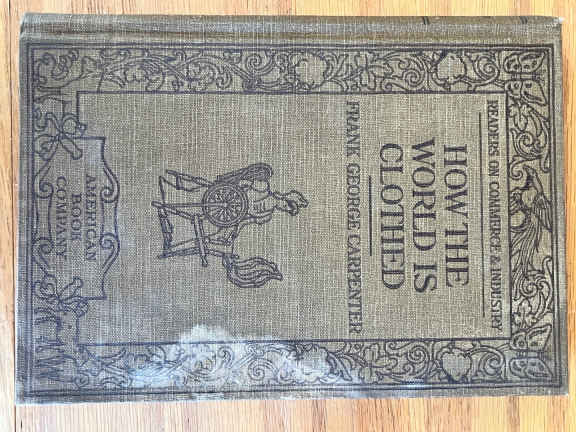 READERS ON COMMERCE & INDUSTRY
HOW THE
WORLD IS
CLOTHED
FRANK GEORGE CARPENTER
AMERICAN
BOOK
COMPANY